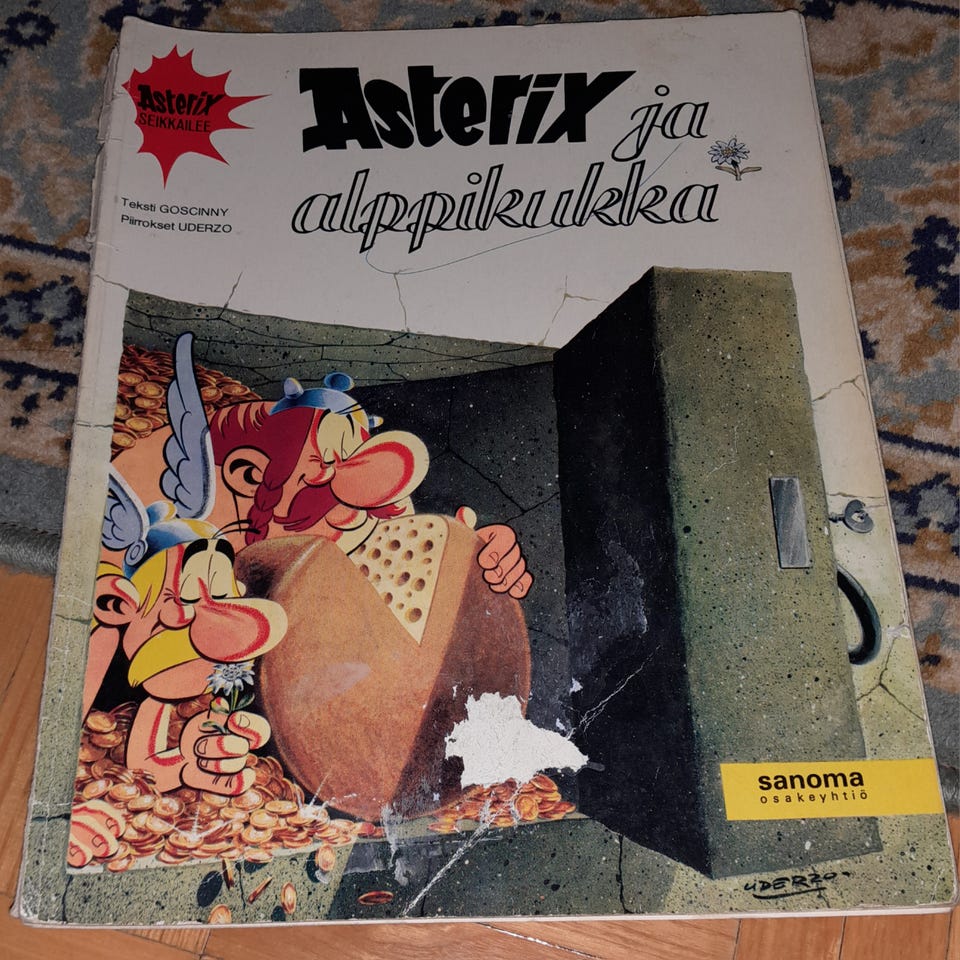 Asterix
SEIKKAILEE
Asterix ja
alppikukka
Teksti GOSCINNY
Piirrokset UDERZO
sanoma
osakeyhtiö
UDERZO